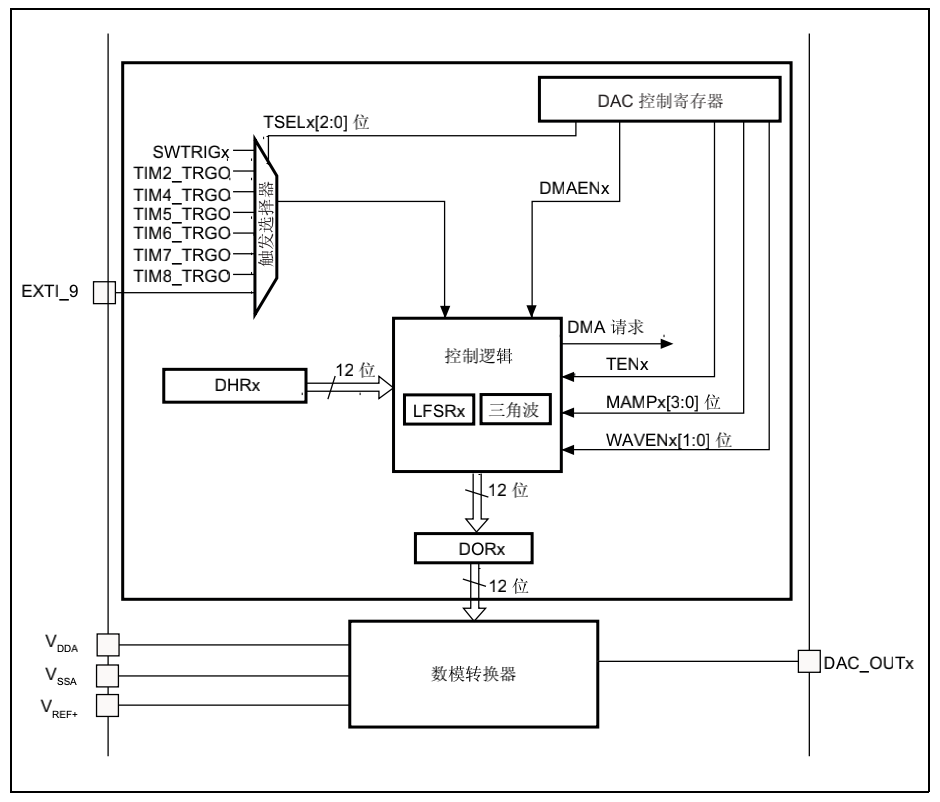 DAC 控制寄存器
TSELx[2:0] 位
SWTRIGx
TIM2_TRGO
TIM4_TRGO
TIM5_TRGO
TIM6_TRGO
TIM7_TRGO
TIM8_TRGO
触发选择器
DMAENx
EXTI_9
控制逻辑
DMA 请求
TENx
DHRx
12 位
LFSRx
三角波
MAMPx[3:0] 位
WAVENx[1:0] 位
12 位
DORx
12 位
VDDA
VSSA
VREF+
数模转换器
DAC_OUTx